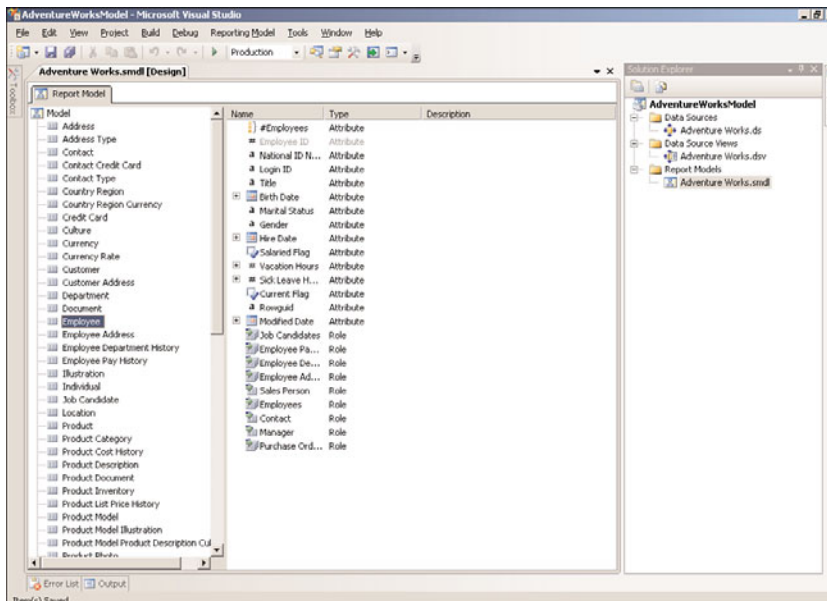 AdventureWorksModel - Microsoft Visual Studio
File Edit View Project Build Debug Reporting Model Tools Window Help
Production
Toolbox
Adventure Works.smdl [Design]
Report Model
Model
Address
Address Type
Contact
Contact Credit Card
Contact Type
Country Region
Country Region Currency
Credit Card
Culture
Currency
Currency Rate
Customer
Customer Address
Department
Document
Employee
Employee Address
Employee Department History
Employee Pay History
Illustration
Individual
Job Candidate
Location
Product
Product Category
Product Cost History
Product Description
Product Document
Product Inventory
Product List Price History
Product Model
Product Model Illustration
Product Model Product Description Cul
Product Photo
Name Type Description
#Employees Attribute
Employee ID Attribute
National ID N... Attribute
Login ID Attribute
Title Attribute
Birth Date Attribute
Marital Status Attribute
Gender Attribute
Hire Date Attribute
Salaried Flag Attribute
Vacation Hours Attribute
Sick Leave H... Attribute
Current Flag Attribute
Rowguid Attribute
Modified Date Attribute
Job Candidates Role
Employee Pa... Role
Employee De... Role
Employee Ad... Role
Sales Person Role
Employees Role
Contact Role
Manager Role
Purchase Ord... Role
Solution Explorer
AdventureWorksModel
Data Sources
Adventure Works.ds
Data Source Views
Adventure Works.dsv
Report Models
Adventure Works.smdl
Error List Output
Item(s) Saved